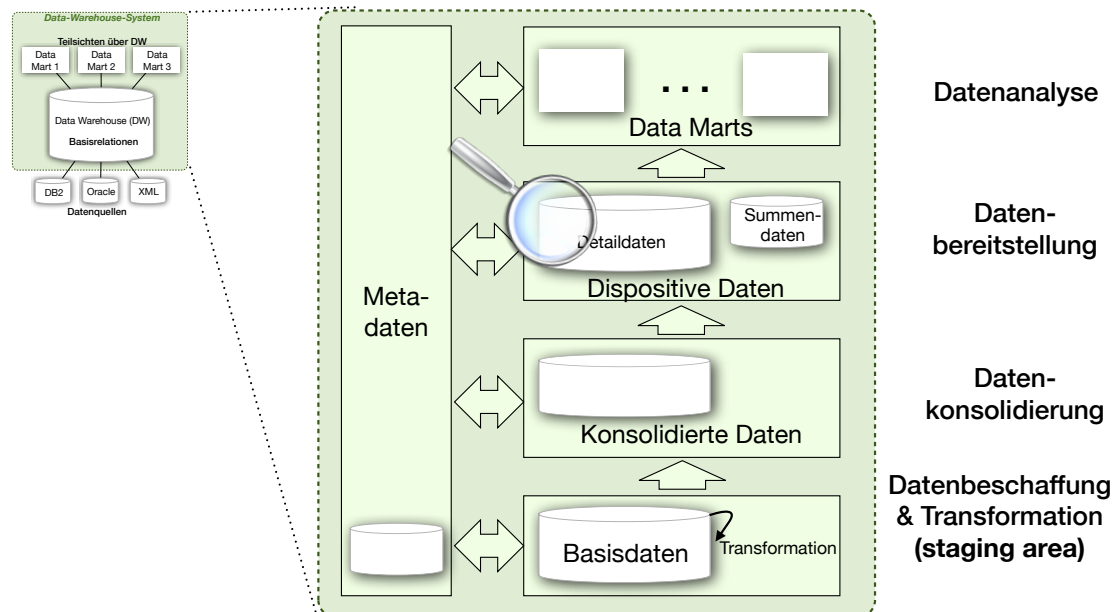 Data-Warehouse-System
Teilsichten über DW
Data
Mart 1
Data
Mart 2
Data
Mart 3
Data Warehouse (DW)
Basisrelationen
DB2
Oracle
XML
Datenquellen
Meta-
daten
. . .
Data Marts
Datenanalyse
Detaildaten
Summen-
daten
Dispositive Daten
Daten-
bereitstellung
Konsolidierte Daten
Daten-
konsolidierung
Basisdaten
Transformation
Datenbeschaffung
& Transformation
(staging area)